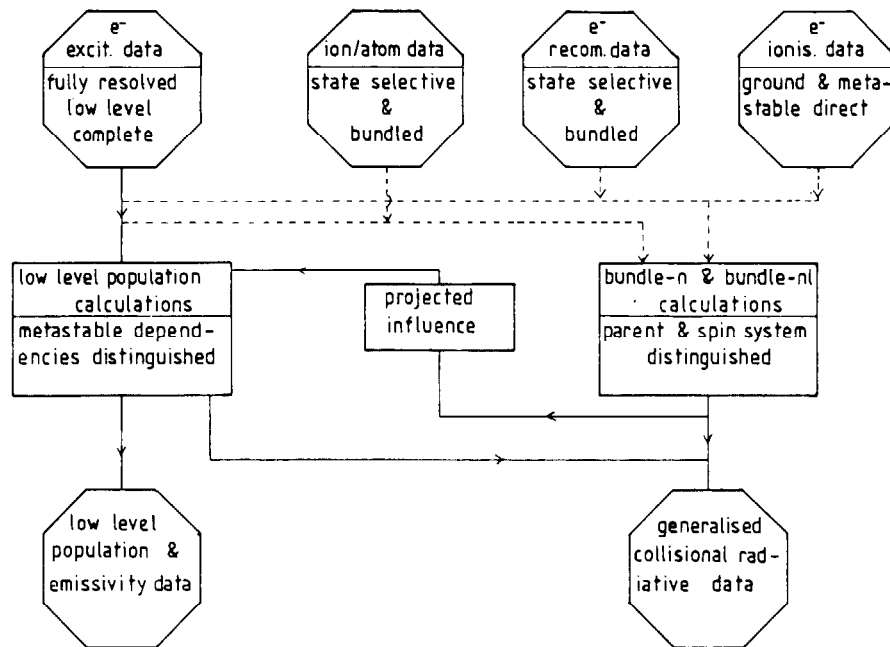 e-
excit. data
fully resolved
low level
complete
ion/atom data
state selective
&
bundled
e-
recom. data
state selective
&
bundled
e-
ionis. data
ground & meta-
stable direct
low level population
calculations
metastable depend-
encies distinguished
projected
influence
bundle-n & bundle-nl
calculations
parent & spin system
distinguished
low level
population &
emissivity data
generalised
collisional rad-
iative data